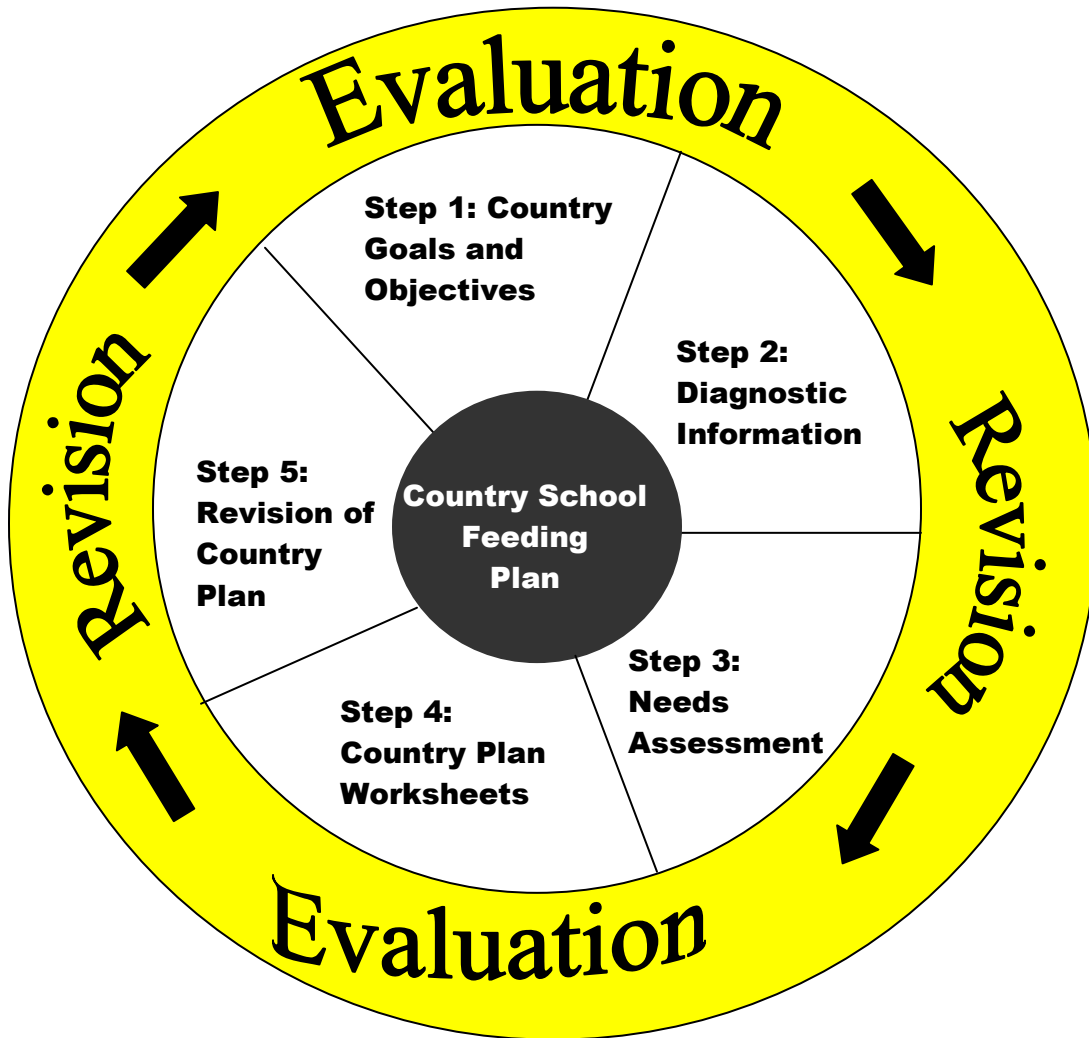 Evaluation
Step 1: Country
Goals and
Objectives
Step 2:
Diagnostic
Information
Revision
Revision
Step 5:
Revision of
Country
Plan
Country School
Feeding
Plan
Step 3:
Needs
Assessment
Step 4:
Country Plan
Worksheets
Evaluation